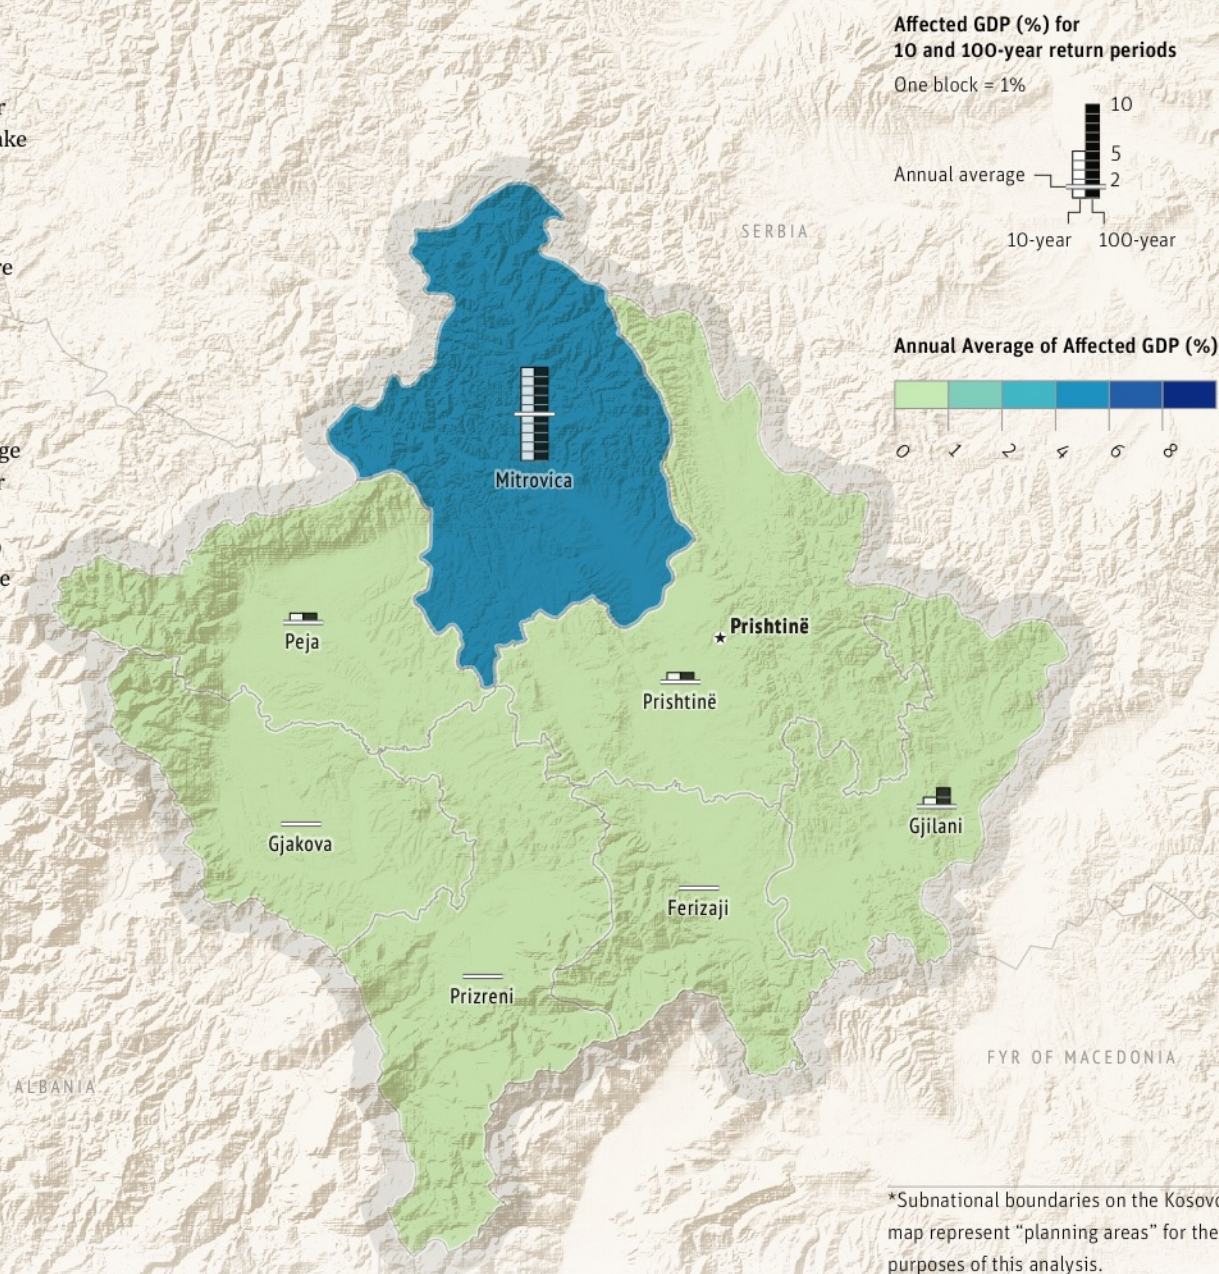 Affected GDP (%) for
10 and 100-year return periods
One block = 1%
10
5
Annual average
2
10-year 100-year
SERBIA
Annual Average of Affected GDP (%)
0 1 2 4 6 8
Mitrovica
Peja
Prishtinë
Prishtinë
Gjilani
Gjakova
Ferizaji
Prizreni
FYR OF MACEDONIA
ALBANIA
*Subnational boundaries on the Kosovo
map represent “planning areas” for the
purposes of this analysis.